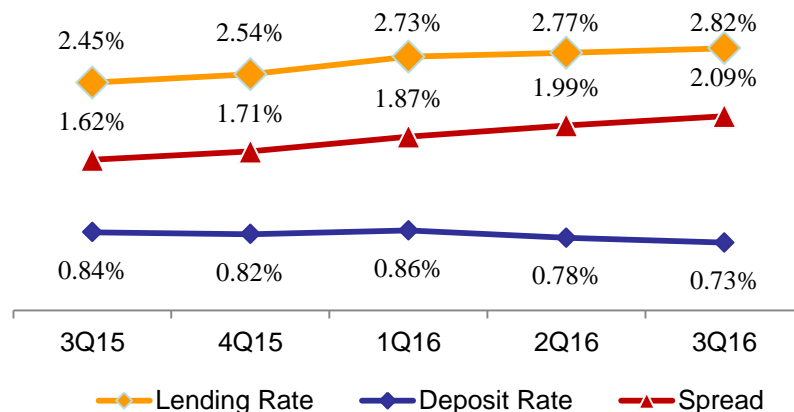 2.45% 2.54% 2.73% 2.77% 2.82%
1.62% 1.71% 1.87% 1.99% 2.09%
0.84% 0.82% 0.86% 0.78% 0.73%
3Q15 4Q15 1Q16 2Q16 3Q16
Lending Rate Deposit Rate Spread